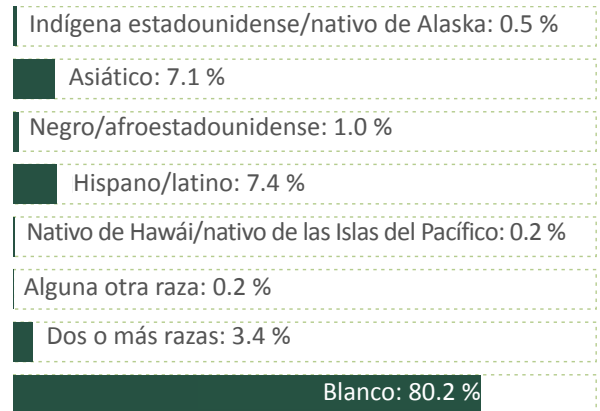 Indígena estadounidense/nativo de Alaska: 0.5 %
Asiático: 7.1 %
Negro/afroestadounidense: 1.0 %
Hispano/latino: 7.4 %
Nativo de Hawái/nativo de las Islas del Pacífico: 0.2 %
Alguna otra raza: 0.2 %
Dos o más razas: 3.4 %
Blanco: 80.2 %